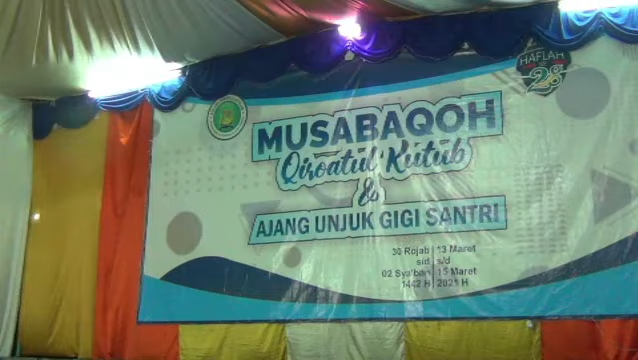 HAFLAH
28
MUSABAQOH
Qiroatul Kutub
&
AJANG UNJUK GIGI SANTRI
30 Rojab | 13 Maret
s/d | s/d
02 Sya'ban | 15 Maret
1442 H | 2021 H